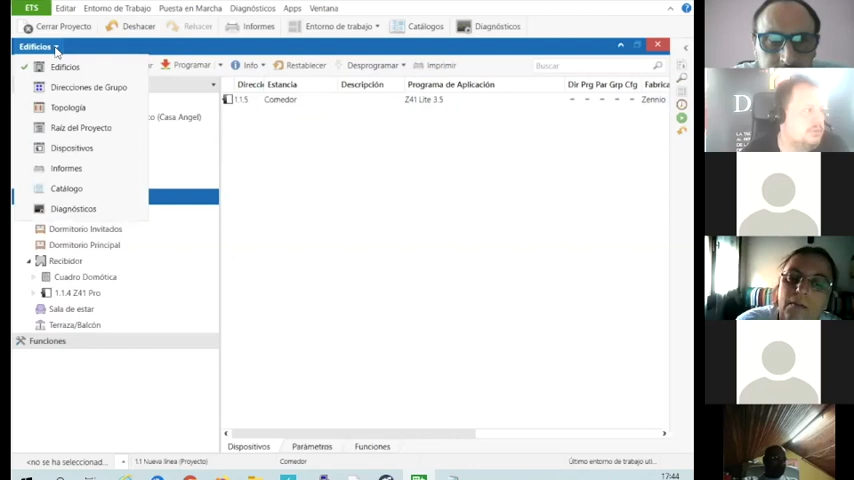 ETS Editar Entorno de Trabajo Puesta en Marcha Diagnósticos Apps Ventana
Cerrar Proyecto Deshacer Rehacer Informes Entorno de trabajo Catálogos Diagnósticos
Edificios
Programar Info Restablecer Desprogramar Imprimir Buscar
Edificios
Direcciones de Grupo
Topología
Raíz del Proyecto
Dispositivos
Informes
Catálogo
Diagnósticos
o (Casa Angel)
Dormitorio Invitados
Dormitorio Principal
Recibidor
Cuadro Domótica
1.1.4 Z41 Pro
Sala de estar
Terraza/Balcón
Funciones
Direcci Estancia Descripción Programa de Aplicación Dir Prg Par Grp Cfg Fabrica
1.1.5 Comedor Z41 Lite 3.5 - - - - - Zennio
Dispositivos Parámetros Funciones
<no se ha seleccionad... 1.1 Nueva línea (Proyecto) Comedor Último entorno de trabajo uti...
17:44